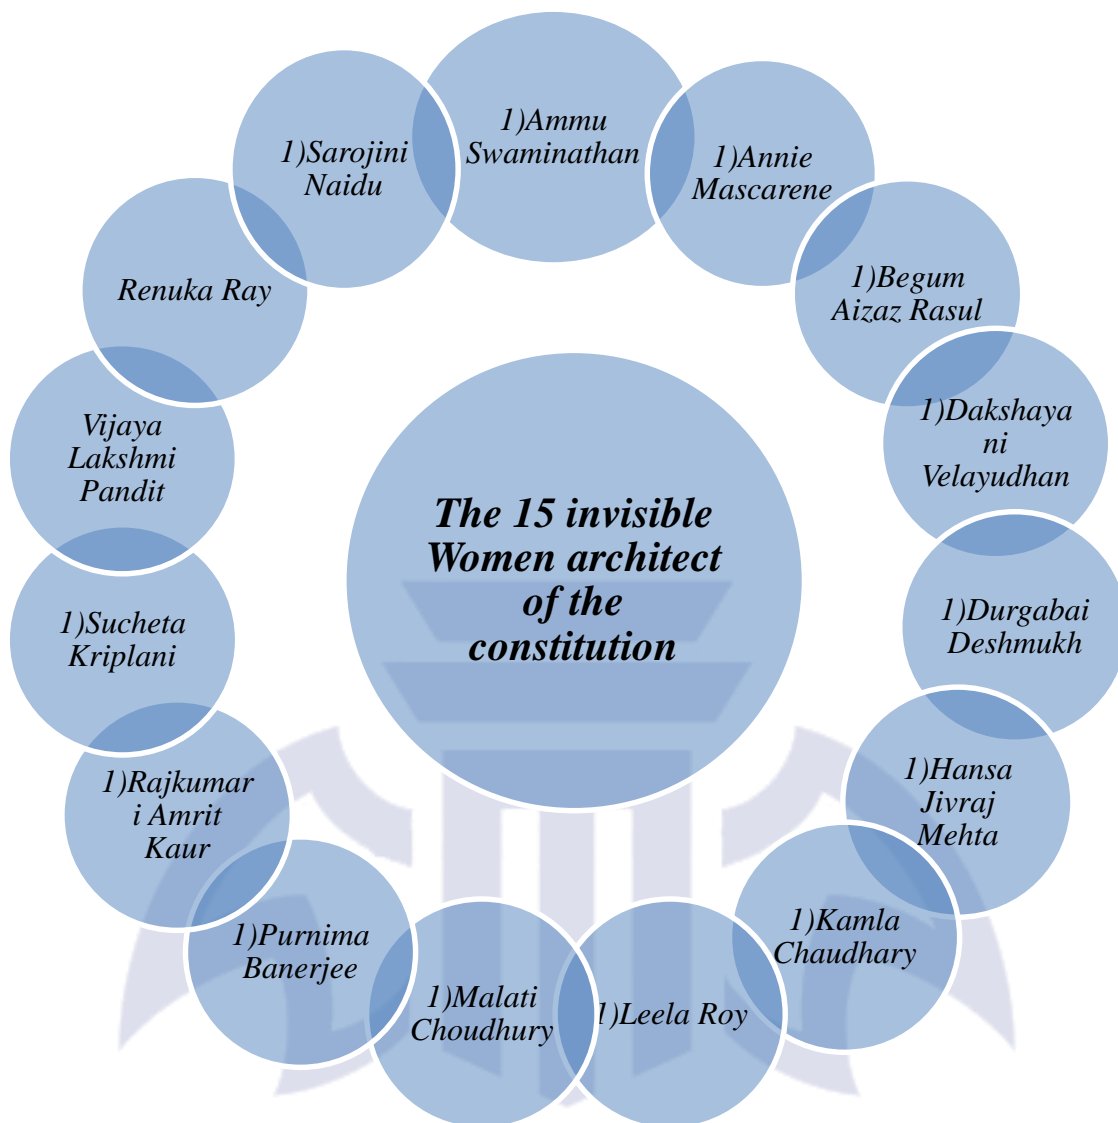 1)Ammu
Swaminathan
1)Annie
Mascarene
1)Begum
Aizaz Rasul
1)Dakshaya
ni
Velayudhan
1)Durgabai
Deshmukh
1)Hansa
Jivraj
Mehta
1)Kamla
Chaudhary
1)Leela Roy
1)Malati
Choudhury
1)Purnima
Banerjee
1)Rajkumar
i Amrit
Kaur
1)Sucheta
Kriplani
Vijaya
Lakshmi
Pandit
Renuka Ray
1)Sarojini
Naidu
The 15 invisible
Women architect
of the
constitution